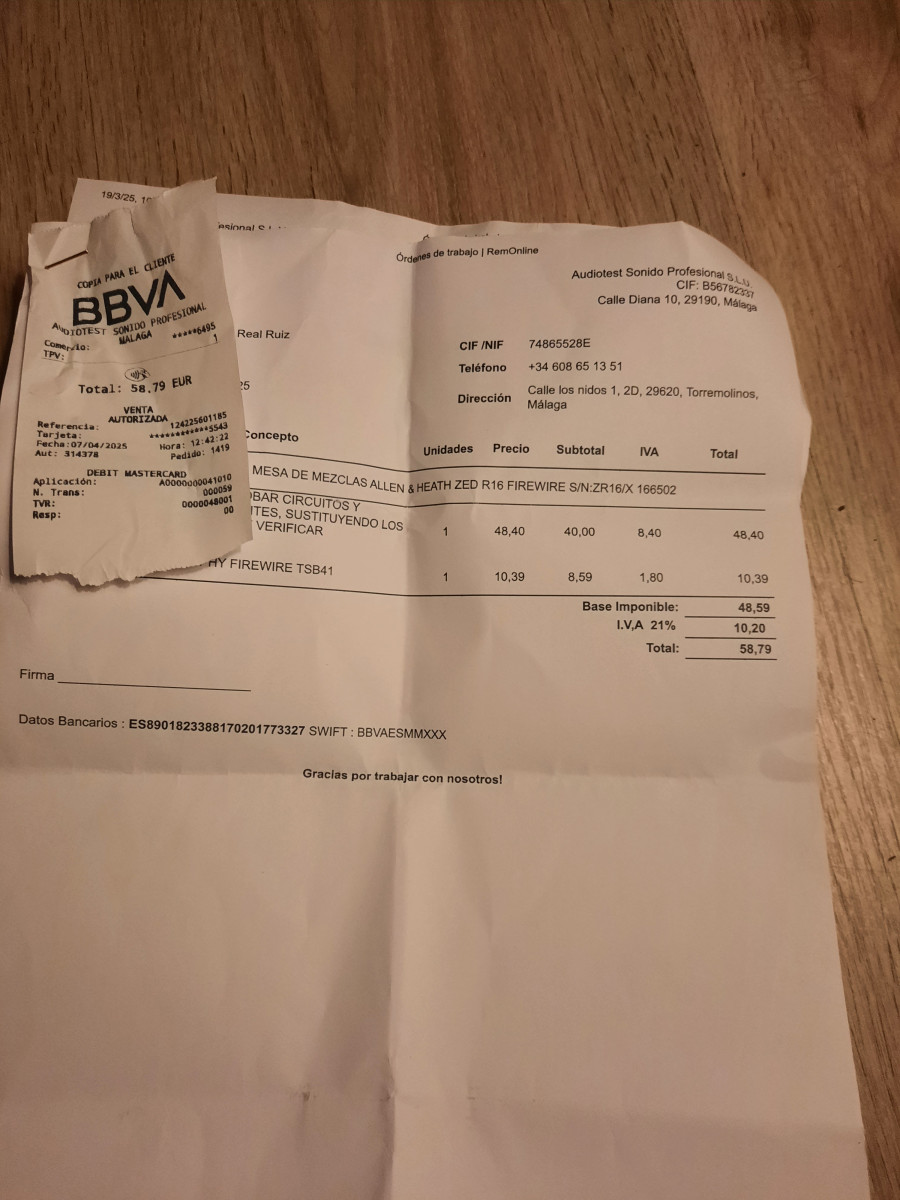 19/3/25, 10
COPIA PARA EL CLIENTE
BBVA
AUDIOTEST SONIDO PROFESIONAL
MALAGA
Comercio: *****6495
TPV: 1
Total: 58,79 EUR
VENTA
AUTORIZADA
Referencia: 124225601185
Tarjeta: ************5543
Fecha:07/04/2025 Hora: 12:42:22
Aut: 314378 Pedido: 1419
DEBIT MASTERCARD
Aplicación: A0000000041010
N. Trans: 000059
TVR: 0000048001
Resp: 00
Órdenes de trabajo | RemOnline
Audiotest Sonido Profesional S.L.U.
CIF: B56782337
Calle Diana 10, 29190, Málaga
Real Ruiz
25
CIF /NIF 74865528E
Teléfono +34 608 65 13 51
Dirección Calle los nidos 1, 2D, 29620, Torremolinos,
Málaga
Concepto Unidades Precio Subtotal IVA Total
MESA DE MEZCLAS ALLEN & HEATH ZED R16 FIREWIRE S/N:ZR16/X 166502
BAR CIRCUITOS Y
TES, SUSTITUYENDO LOS
VERIFICAR 1 48,40 40,00 8,40 48,40
HY FIREWIRE TSB41 1 10,39 8,59 1,80 10,39
Base Imponible: 48,59
I.V,A 21% 10,20
Total: 58,79
Firma
Datos Bancarios : ES8901823388170201773327 SWIFT : BBVAESMMXXX
Gracias por trabajar con nosotros!